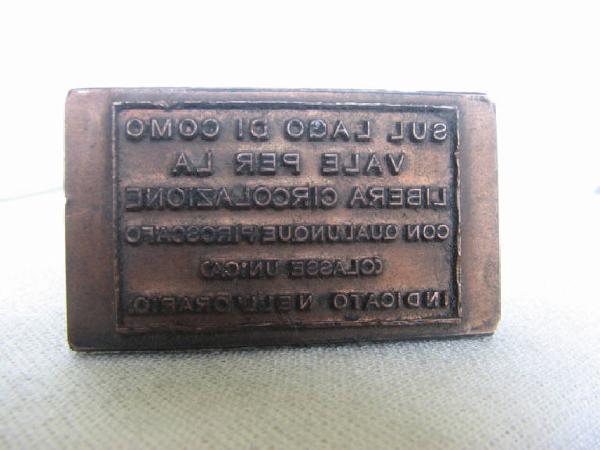 SUL LAGO DI COMO
VALE PER LA
LIBERA CIRCOLAZIONE
CON QUALUNQUE PIROSCAFO
(CLASSE UNICA)
INDICATO NELL'ORARIO.